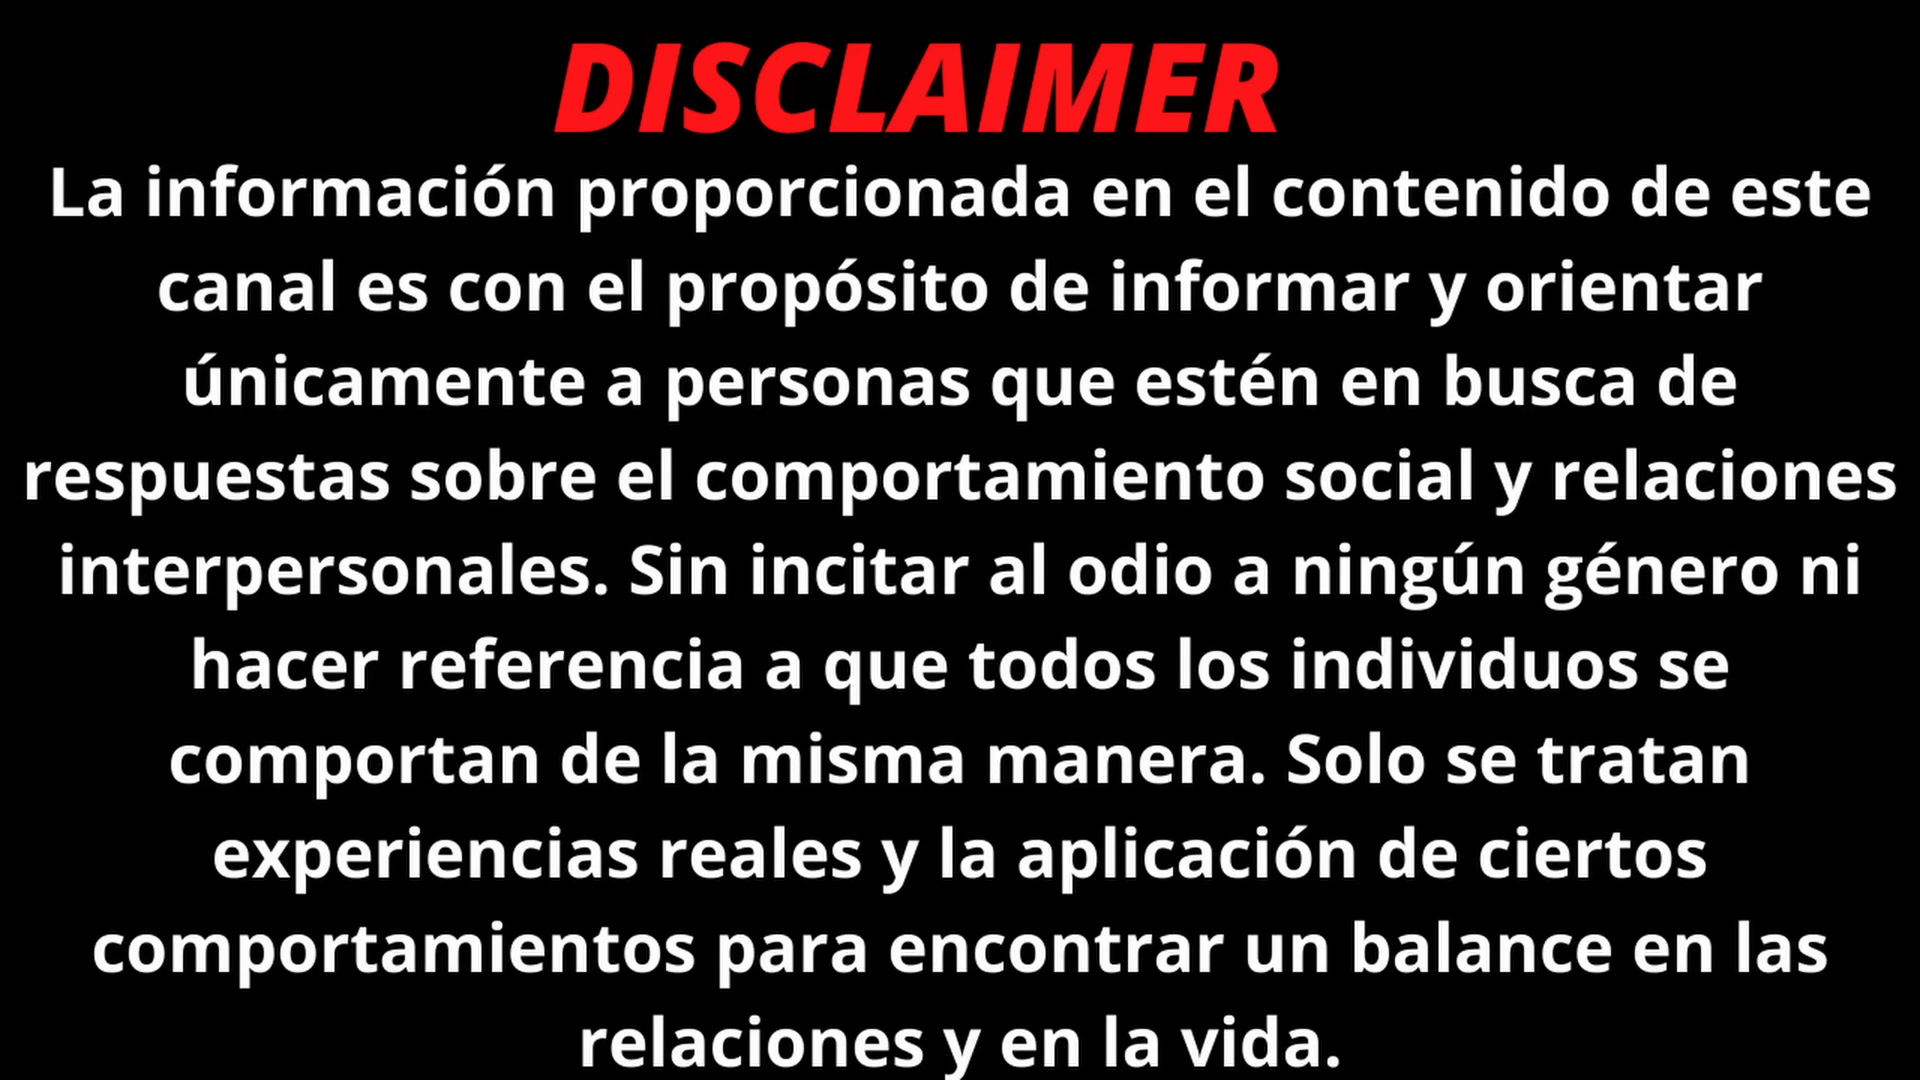 DISCLAIMER
La información proporcionada en el contenido de este
canal es con el propósito de informar y orientar
únicamente a personas que estén en busca de
respuestas sobre el comportamiento social y relaciones
interpersonales. Sin incitar al odio a ningún género ni
hacer referencia a que todos los individuos se
comportan de la misma manera. Solo se tratan
experiencias reales y la aplicación de ciertos
comportamientos para encontrar un balance en las
relaciones y en la vida.